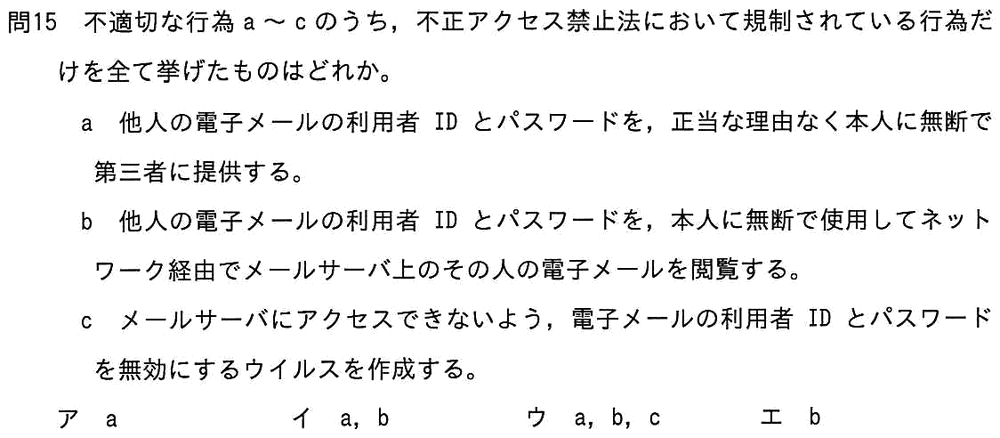 問15 不適切な行為 a ～ c のうち，不正アクセス禁止法において規制されている行為だ
けを全て挙げたものはどれか。
a 他人の電子メールの利用者 ID とパスワードを，正当な理由なく本人に無断で
第三者に提供する。
b 他人の電子メールの利用者 ID とパスワードを，本人に無断で使用してネット
ワーク経由でメールサーバ上のその人の電子メールを閲覧する。
c メールサーバにアクセスできないよう，電子メールの利用者 ID とパスワード
を無効にするウイルスを作成する。
ア a イ a, b ウ a, b, c エ b